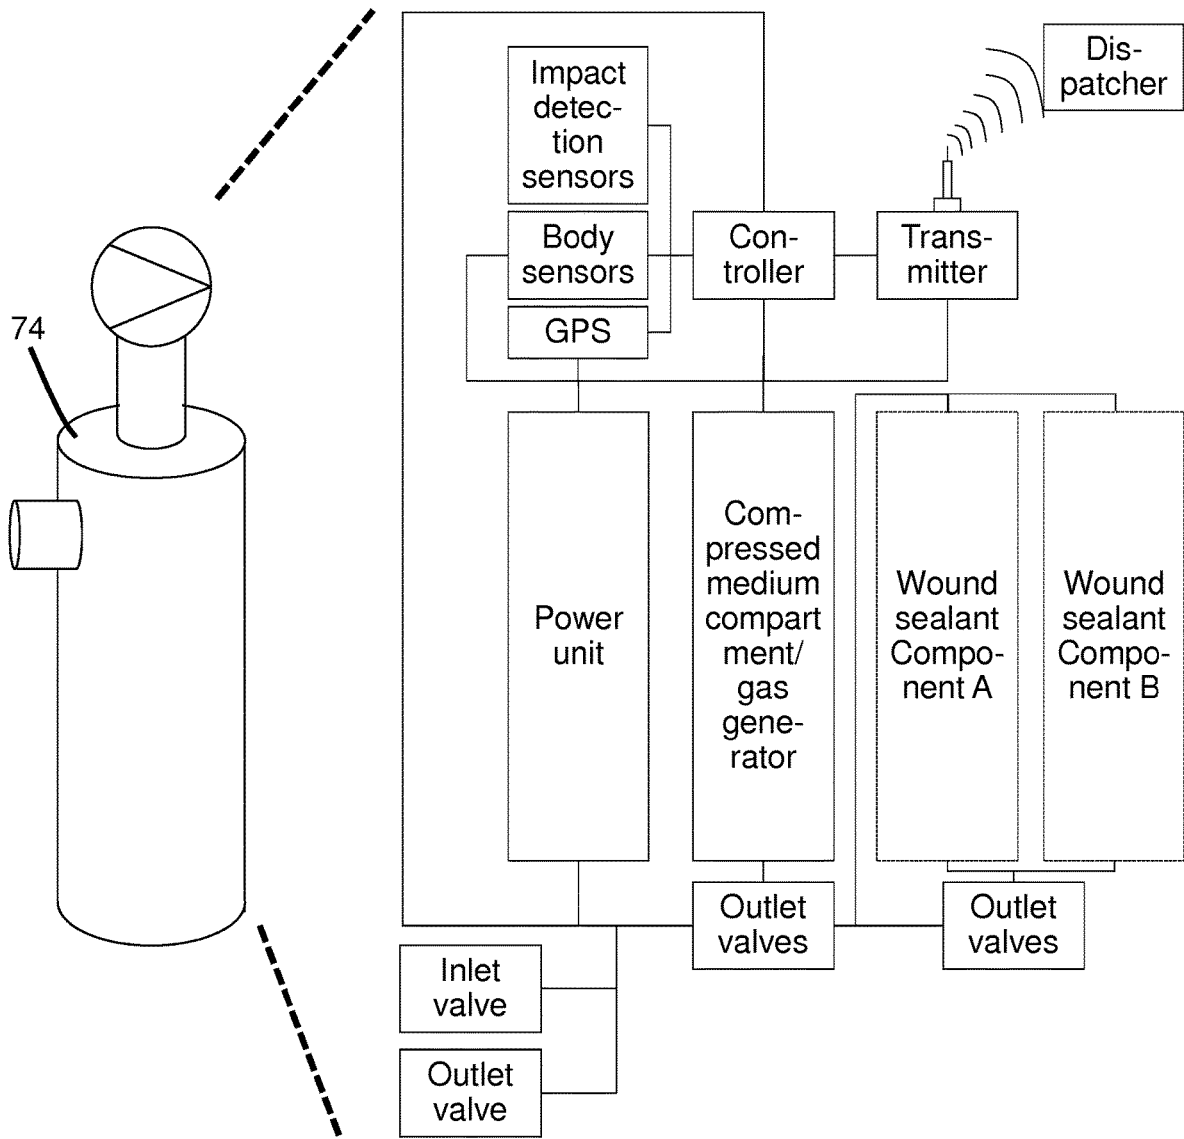 Impact
detec-
tion
sensors
Dis-
patcher
Body
sensors
Con-
troller
Trans-
mitter
GPS
74
Power
unit
Com-
pressed
medium
compart
ment/
gas
gene-
rator
Wound
sealant
Compo-
nent A
Wound
sealant
Compo-
nent B
Outlet
valves
Outlet
valves
Inlet
valve
Outlet
valve